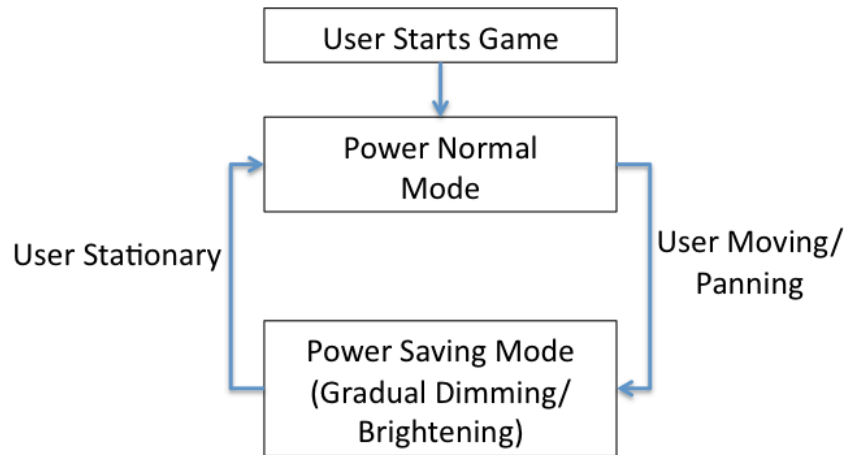 User Starts Game
Power Normal
Mode
User Stationary
User Moving/
Panning
Power Saving Mode
(Gradual Dimming/
Brightening)